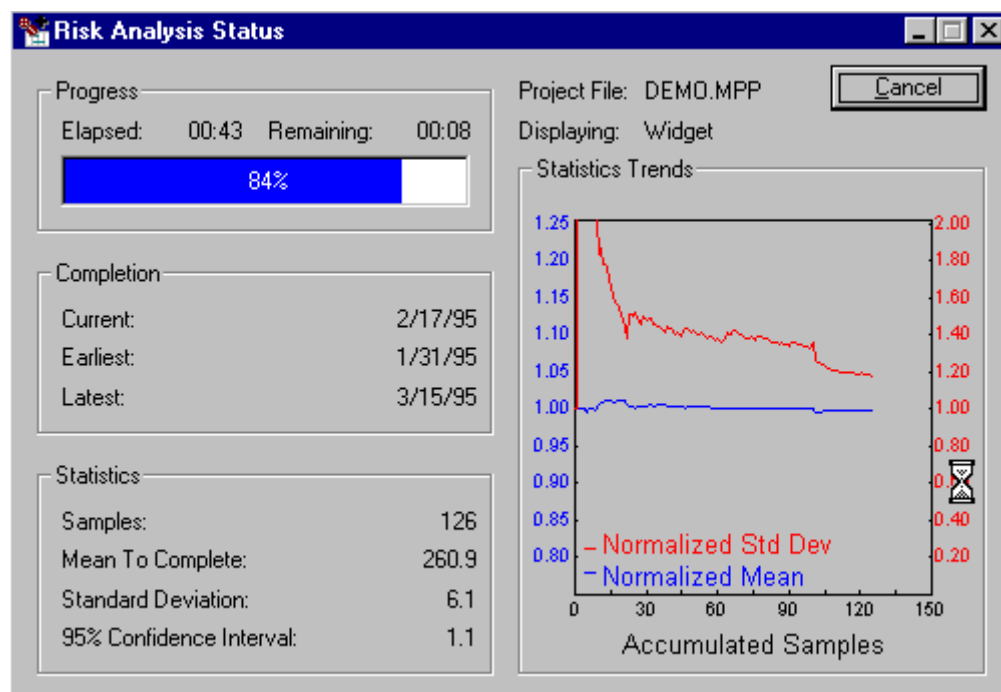 Risk Analysis Status
Progress
Elapsed: 00:43 Remaining: 00:08
84%
Completion
Current: 2/17/95
Earliest: 1/31/95
Latest: 3/15/95
Statistics
Samples: 126
Mean To Complete: 260.9
Standard Deviation: 6.1
95% Confidence Interval: 1.1
Project File: DEMO.MPP
Cancel
Displaying: Widget
Statistics Trends
1.25 2.00
1.20 1.80
1.15 1.60
1.10 1.40
1.05 1.20
1.00 1.00
0.95 0.80
0.90
0.85 0.40
0.80 0.20
Normalized Std Dev
Normalized Mean
0 30 60 90 120 150
Accumulated Samples